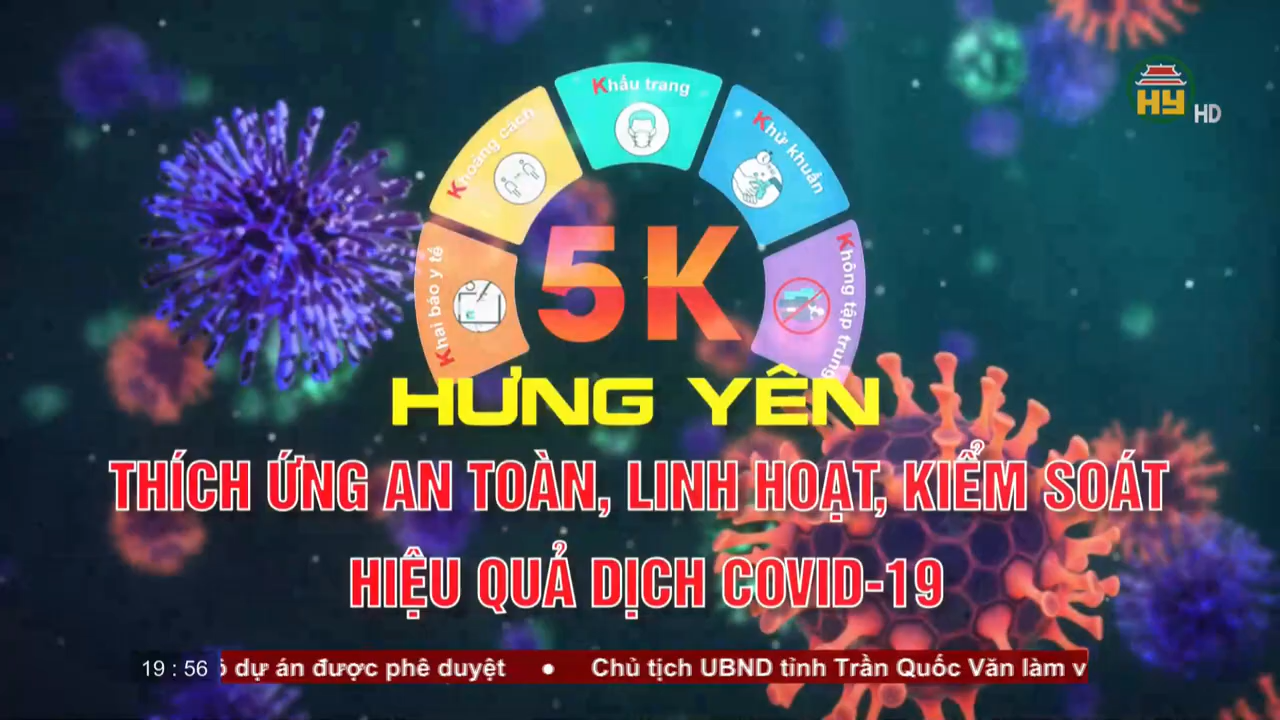 Khẩu trang
Khoảng cách
Khử khuẩn
Khai báo y tế
Không tập trung
5K
HY HD
HƯNG YÊN
THÍCH ỨNG AN TOÀN, LINH HOẠT, KIỂM SOÁT
HIỆU QUẢ DỊCH COVID-19
19 : 56 dự án được phê duyệt • Chủ tịch UBND tỉnh Trần Quốc Văn làm v